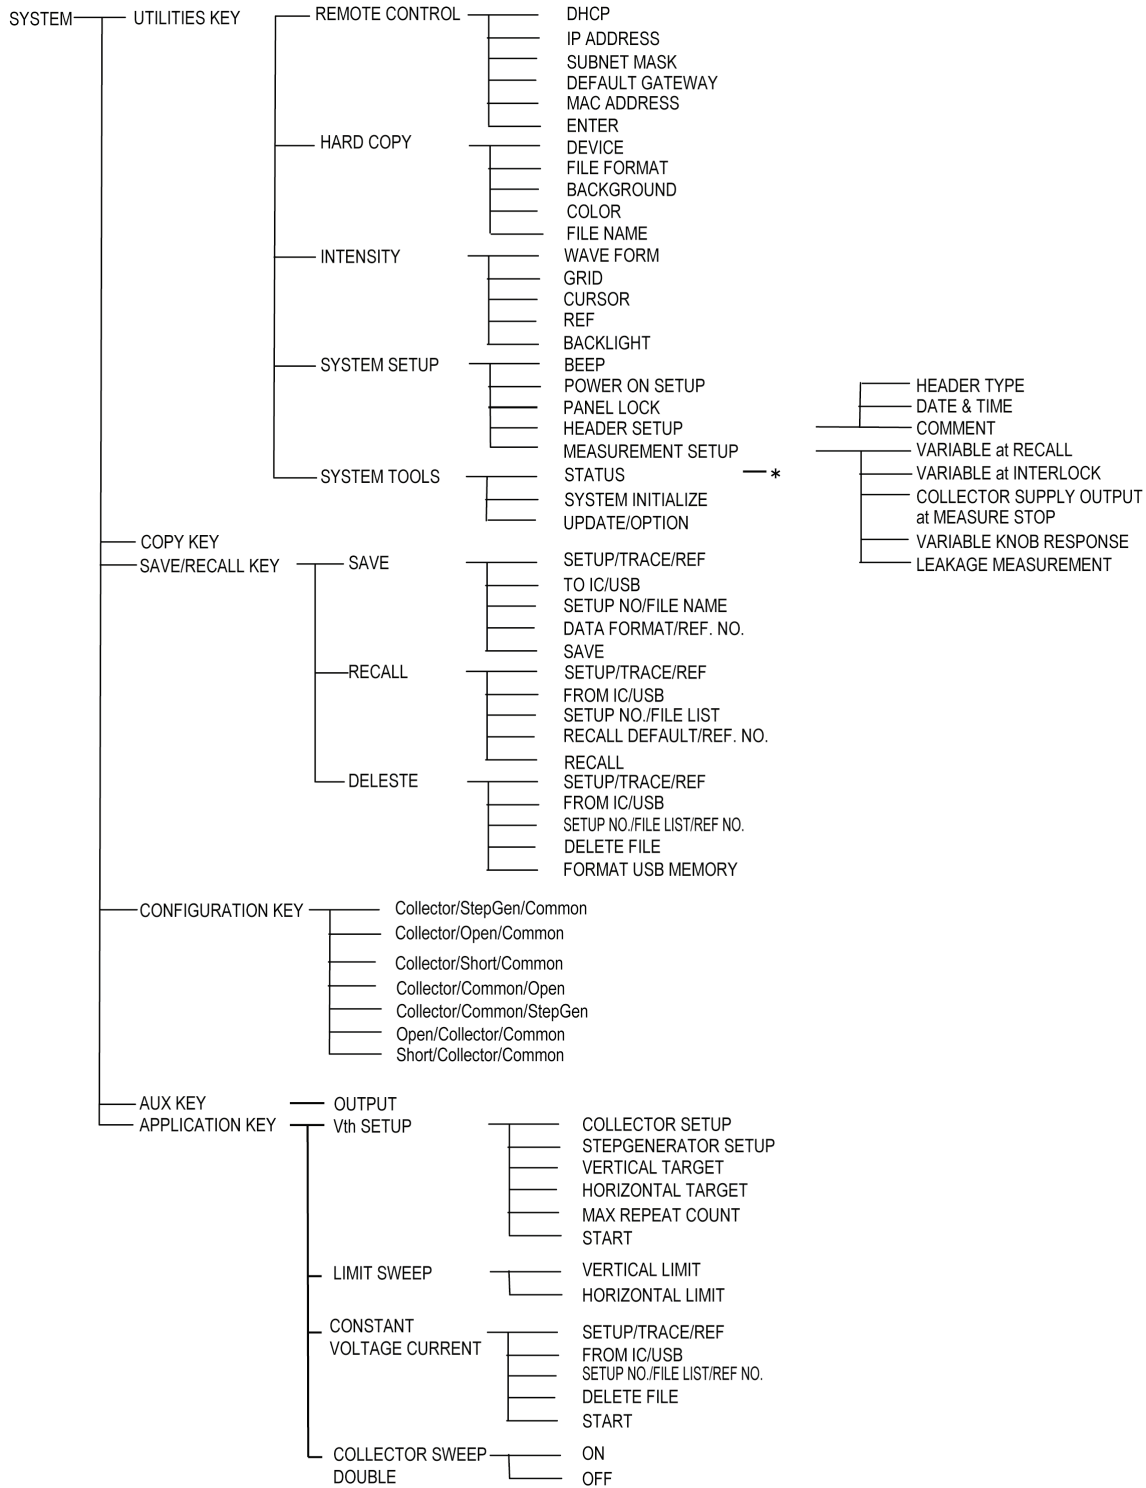 SYSTEM
UTILITIES KEY
REMOTE CONTROL
DHCP
IP ADDRESS
SUBNET MASK
DEFAULT GATEWAY
MAC ADDRESS
ENTER
HARD COPY
DEVICE
FILE FORMAT
BACKGROUND
COLOR
FILE NAME
INTENSITY
WAVE FORM
GRID
CURSOR
REF
BACKLIGHT
SYSTEM SETUP
BEEP
POWER ON SETUP
PANEL LOCK
HEADER SETUP
HEADER TYPE
DATE & TIME
COMMENT
MEASUREMENT SETUP
VARIABLE at RECALL
VARIABLE at INTERLOCK
COLLECTOR SUPPLY OUTPUT
at MEASURE STOP
VARIABLE KNOB RESPONSE
LEAKAGE MEASUREMENT
SYSTEM TOOLS
STATUS
*
SYSTEM INITIALIZE
UPDATE/OPTION
COPY KEY
SAVE/RECALL KEY
SAVE
SETUP/TRACE/REF
TO IC/USB
SETUP NO/FILE NAME
DATA FORMAT/REF. NO.
SAVE
RECALL
SETUP/TRACE/REF
FROM IC/USB
SETUP NO./FILE LIST
RECALL DEFAULT/REF. NO.
RECALL
DELESTE
SETUP/TRACE/REF
FROM IC/USB
SETUP NO./FILE LIST/REF NO.
DELETE FILE
FORMAT USB MEMORY
CONFIGURATION KEY
Collector/StepGen/Common
Collector/Open/Common
Collector/Short/Common
Collector/Common/Open
Collector/Common/StepGen
Open/Collector/Common
Short/Collector/Common
AUX KEY
OUTPUT
APPLICATION KEY
Vth SETUP
COLLECTOR SETUP
STEPGENERATOR SETUP
VERTICAL TARGET
HORIZONTAL TARGET
MAX REPEAT COUNT
START
LIMIT SWEEP
VERTICAL LIMIT
HORIZONTAL LIMIT
CONSTANT
VOLTAGE CURRENT
SETUP/TRACE/REF
FROM IC/USB
SETUP NO./FILE LIST/REF NO.
DELETE FILE
START
COLLECTOR SWEEP
DOUBLE
ON
OFF